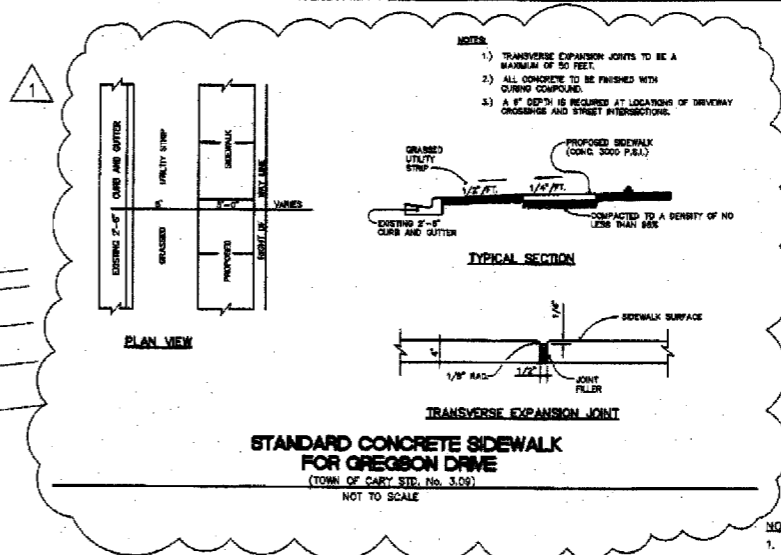 1
NOTES:
1.) TRANSVERSE EXPANSION JOINTS TO BE A
MAXIMUM OF 50 FEET.
2.) ALL CONCRETE TO BE FINISHED WITH
CURING COMPOUND.
3.) A 6" DEPTH IS REQUIRED AT LOCATIONS OF DRIVEWAY
CROSSINGS AND STREET INTERSECTIONS.
EXISTING 2'-6" CURB AND GUTTER
GRASSED UTILITY STRIP
PROPOSED SIDEWALK
5'-0"
RIGHT OF WAY LINE
VARIES
PLAN VIEW
GRASSED
UTILITY
STRIP
1/2"/FT.
1/4"/FT.
PROPOSED SIDEWALK
(CONC. 3000 P.S.I.)
EXISTING 2'-6"
CURB AND GUTTER
COMPACTED TO A DENSITY OF NO
LESS THAN 95%
TYPICAL SECTION
4"
1/8" RAD.
1/2"
1/4"
SIDEWALK SURFACE
JOINT
FILLER
TRANSVERSE EXPANSION JOINT
STANDARD CONCRETE SIDEWALK
FOR GREGSON DRIVE
(TOWN OF CARY STD. No. 3.09)
NOT TO SCALE
1.